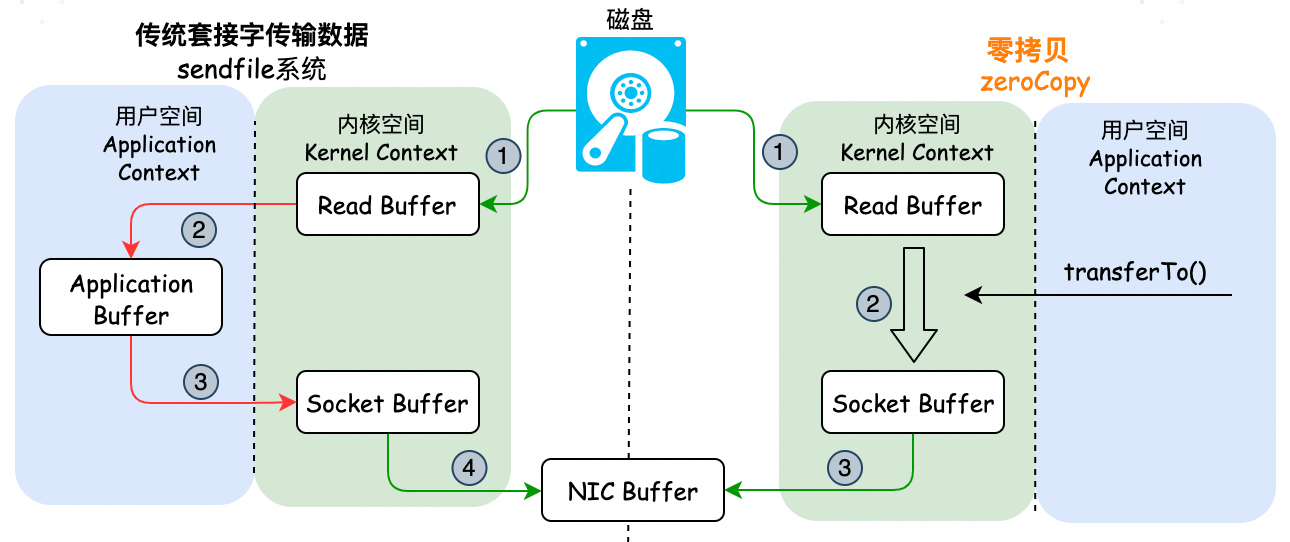 磁盘
传统套接字传输数据
sendfile系统
用户空间
Application
Context
内核空间
Kernel Context
1
Read Buffer
2
Application
Buffer
3
Socket Buffer
4
NIC Buffer
零拷贝
zeroCopy
内核空间
Kernel Context
用户空间
Application
Context
1
Read Buffer
transferTo()
2
Socket Buffer
3